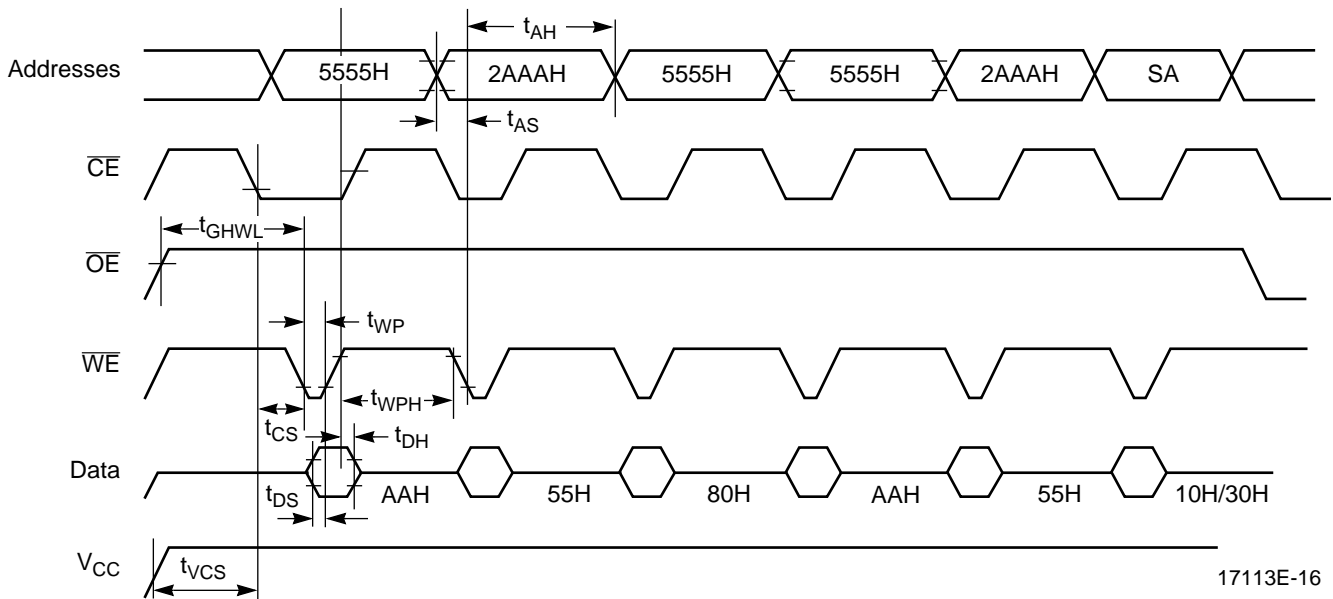 tAH
Addresses 5555H 2AAAH 5555H 5555H 2AAAH SA
tAS
CE
tGHWL
OE
tWP
WE
tWPH
tCS
tDH
Data
tDS
AAH 55H 80H AAH 55H 10H/30H
VCC
tVCS
17113E-16